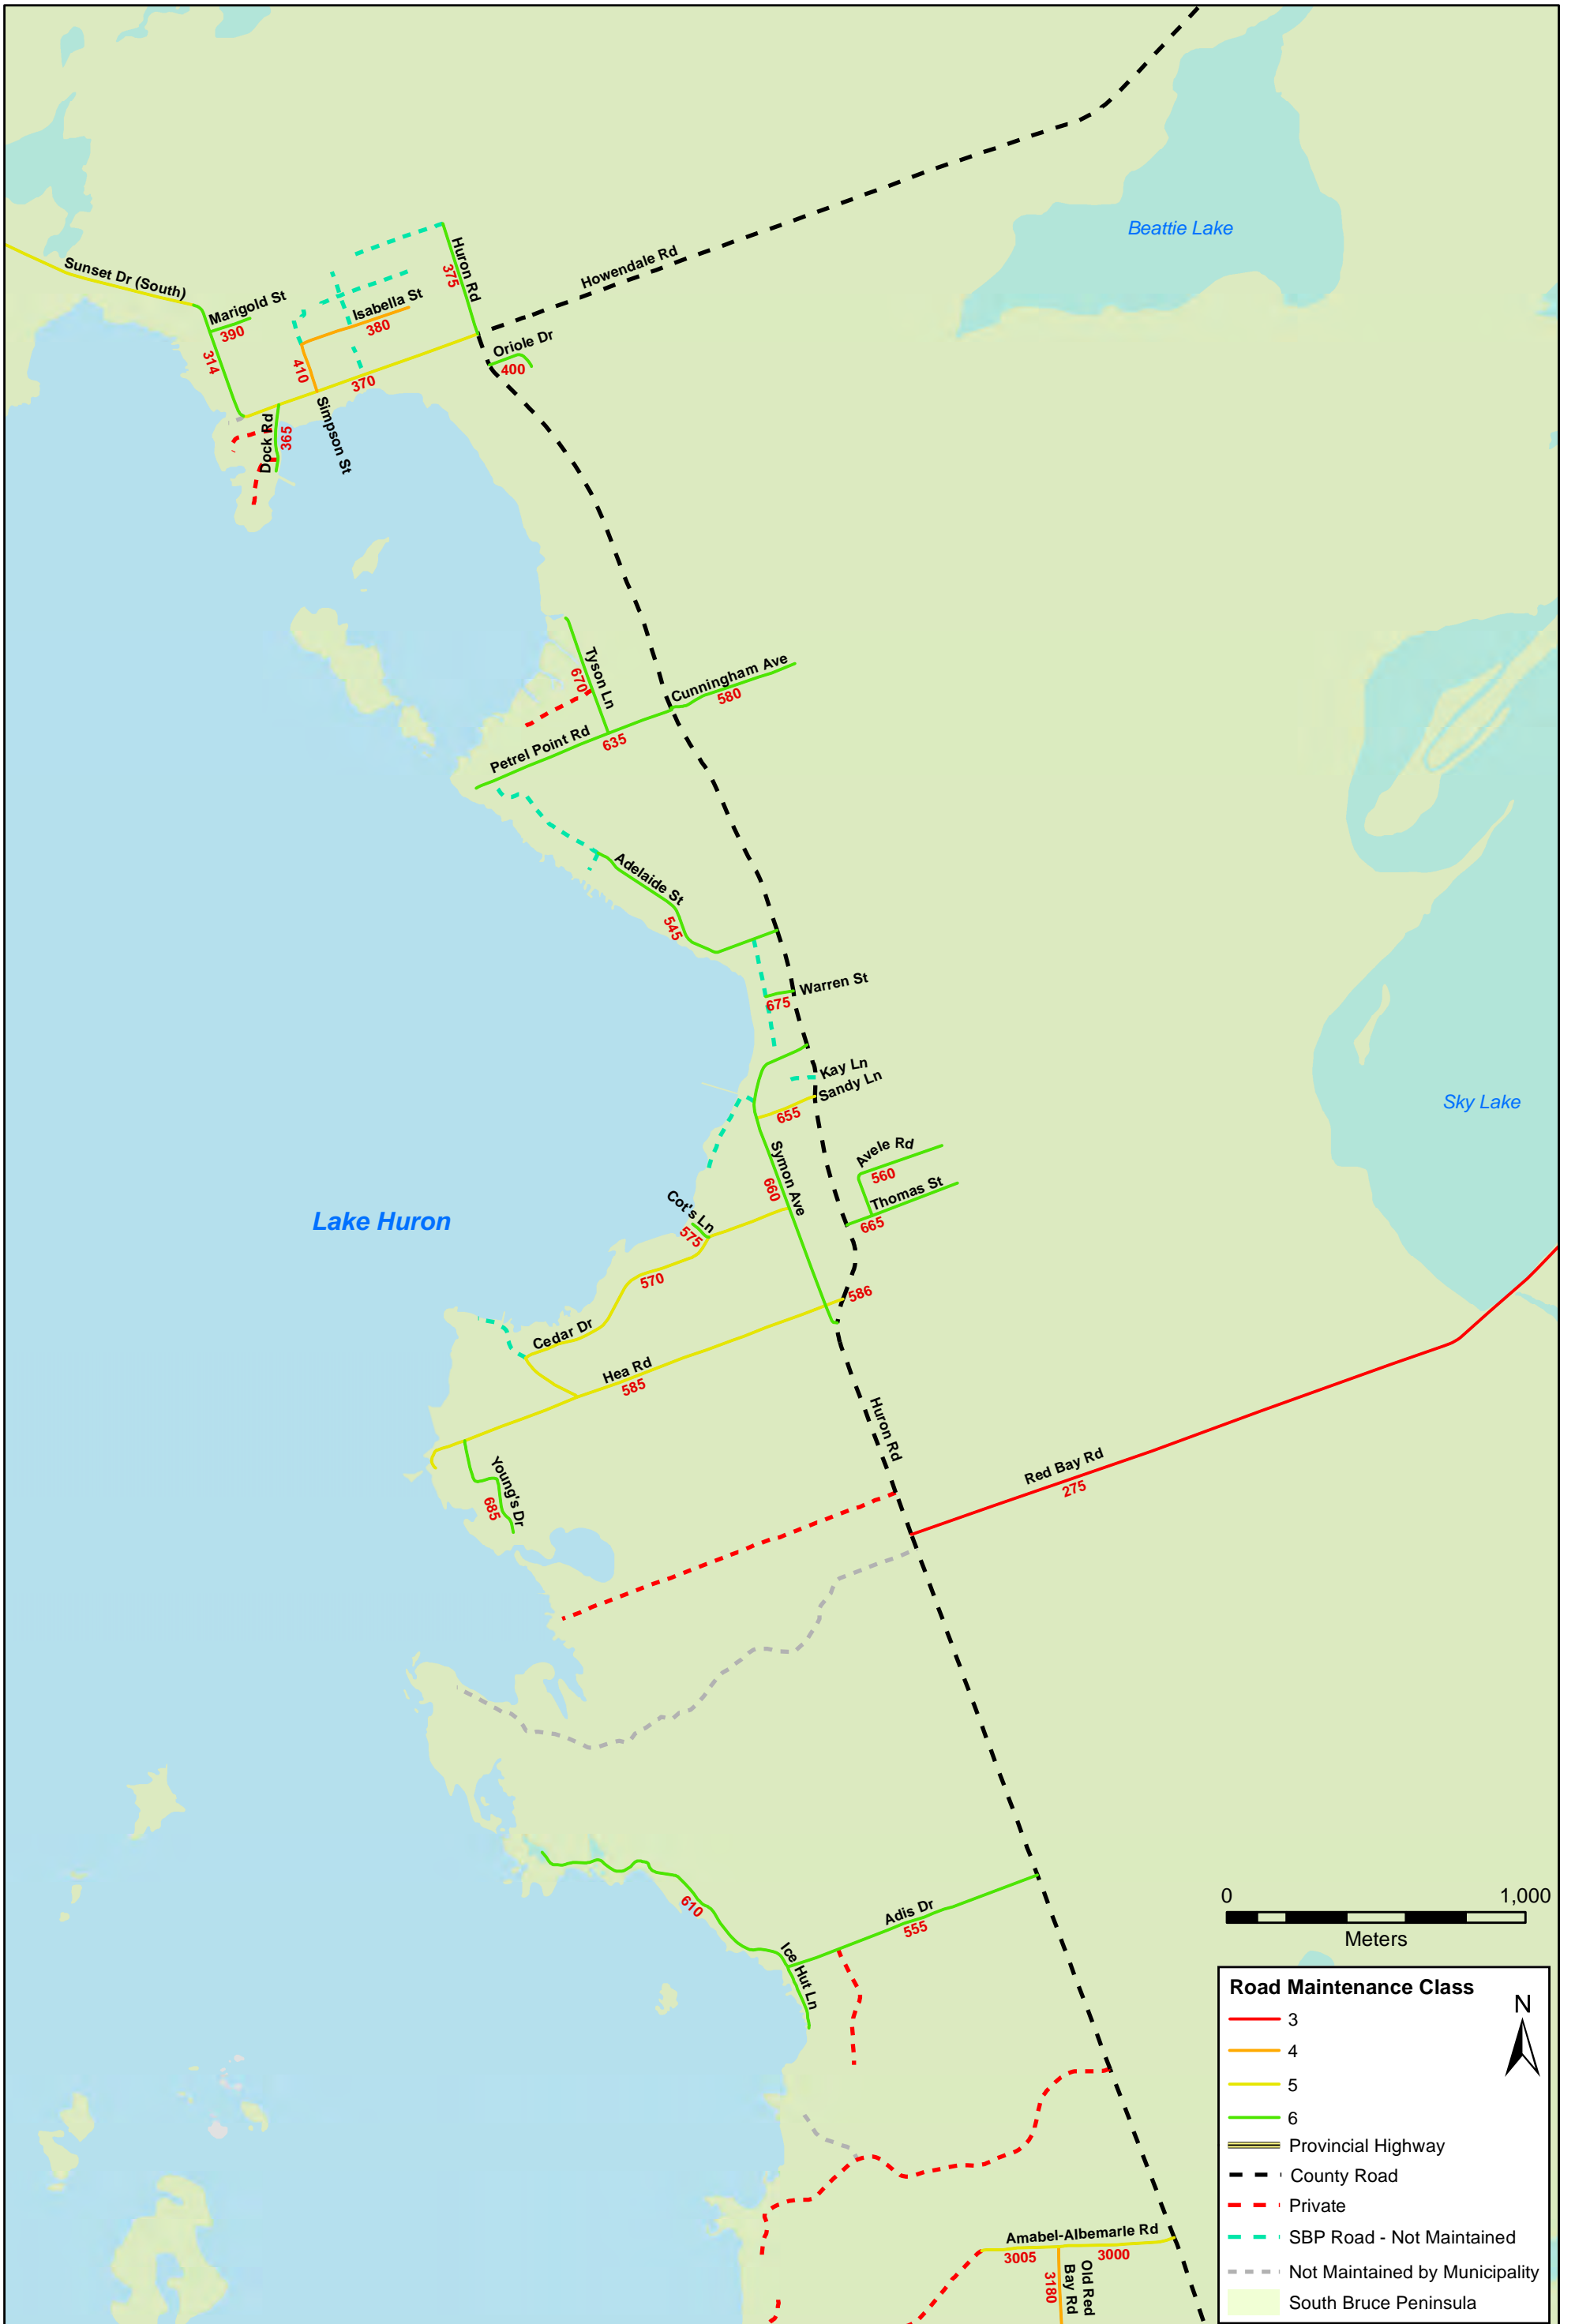 Beattie Lake
Howendale Rd
Huron Rd
375
Sunset Dr (South)
Marigold St
390
Isabella St
380
314
410
370
Oriole Dr
400
Simpson St
Dock Rd
365
Tyson Ln
670
Cunningham Ave
580
Petrel Point Rd
635
Adelaide St
545
Warren St
675
Kay Ln
Sandy Ln
655
Sky Lake
Symon Ave
660
Avele Rd
560
Thomas St
665
Lake Huron
Cot's Ln
575
570
586
Cedar Dr
Hea Rd
585
Huron Rd
Red Bay Rd
275
Young's Dr
685
610
Adis Dr
555
Ice Hut Ln
0 1,000
Meters
Road Maintenance Class
N
3
4
5
6
Provincial Highway
County Road
Private
SBP Road - Not Maintained
Not Maintained by Municipality
South Bruce Peninsula
Amabel-Albemarle Rd
3005
3000
3180
Old Red
Bay Rd